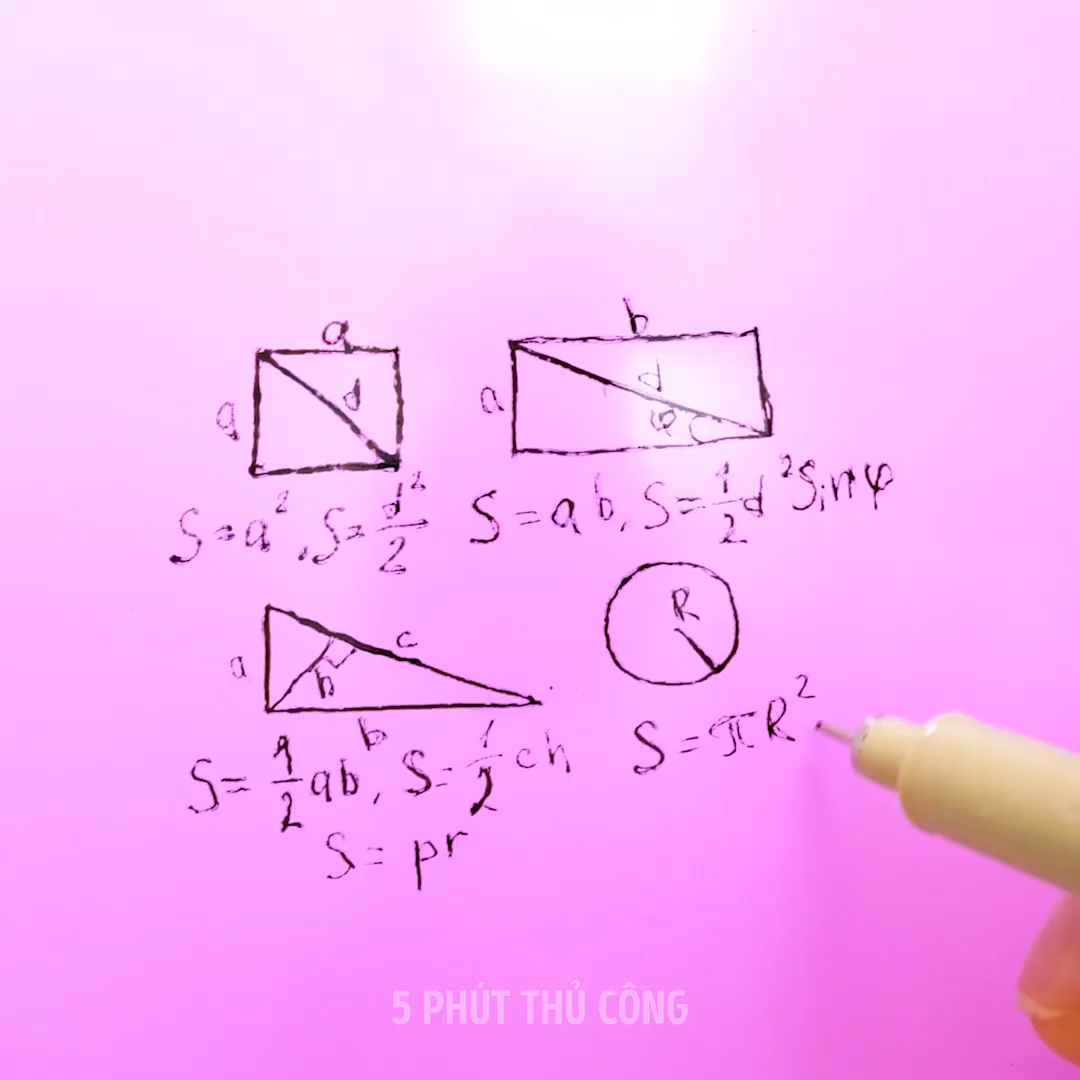 a
b
a
d
a
d
φ
S=a², S=d²/2
S=ab, S=1/2 d² Sinφ
a
h
c
b
R
S=1/2 ab, S=1/2 ch
S=πR²
S=pr
5 PHÚT THỦ CÔNG